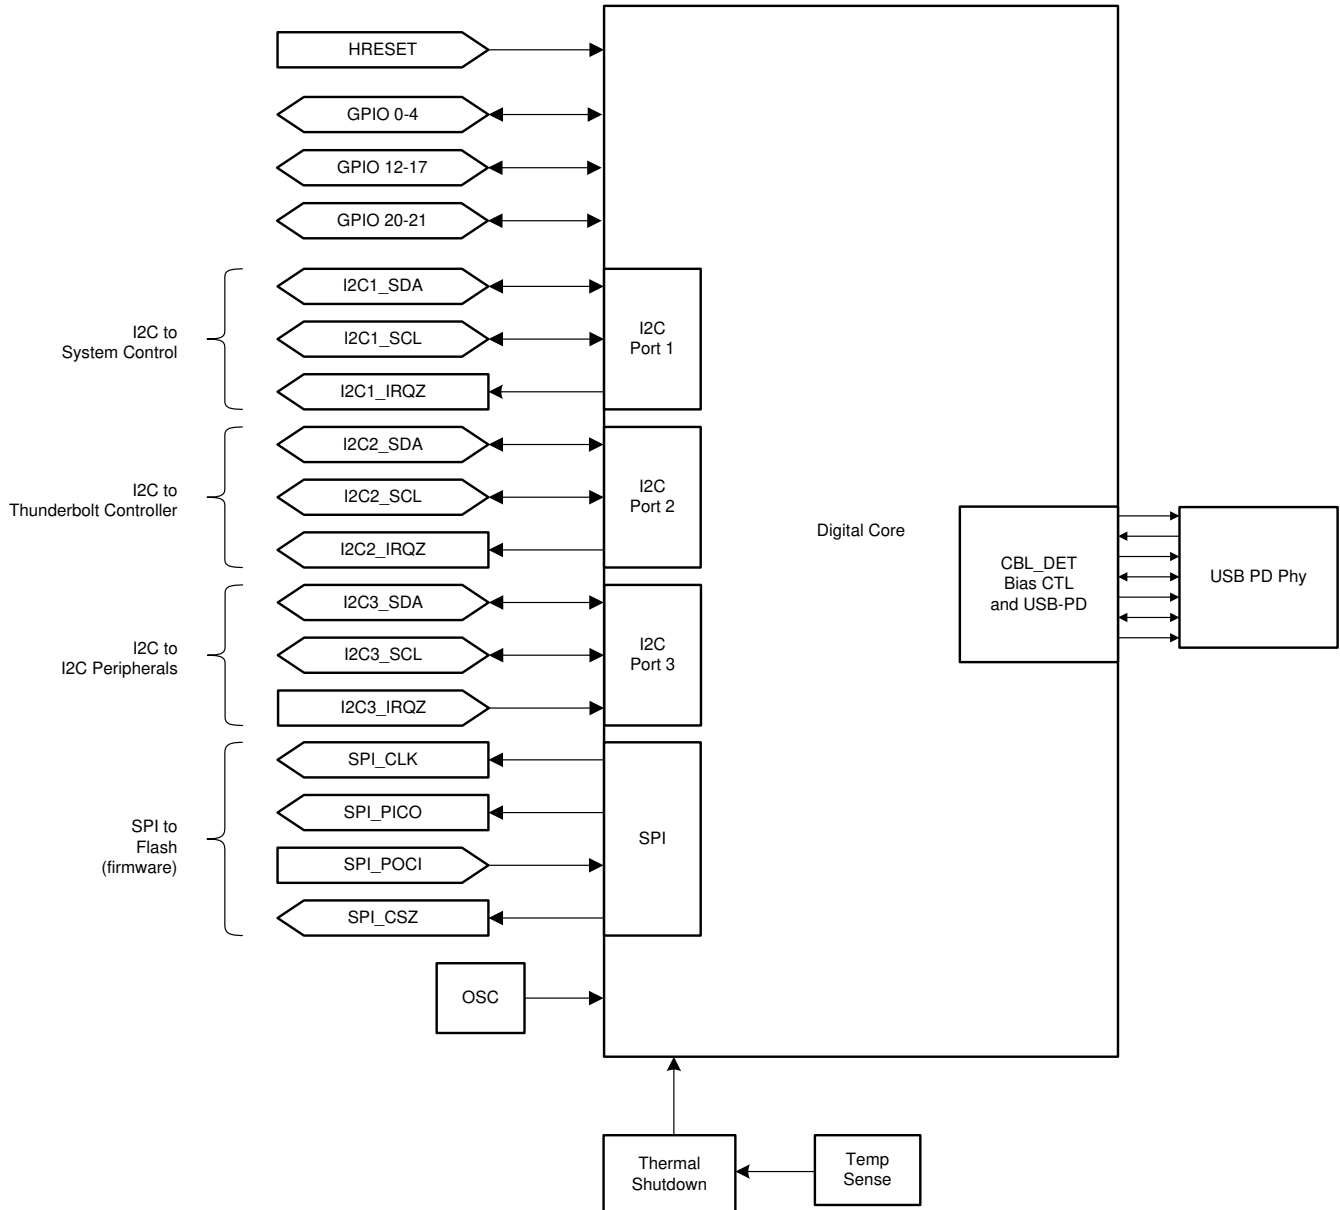 HRESET
GPIO 0-4
GPIO 12-17
GPIO 20-21
I2C to
System Control
I2C1_SDA
I2C1_SCL
I2C1_IRQZ
I2C
Port 1
I2C to
Thunderbolt Controller
I2C2_SDA
I2C2_SCL
I2C2_IRQZ
I2C
Port 2
I2C to
I2C Peripherals
I2C3_SDA
I2C3_SCL
I2C3_IRQZ
I2C
Port 3
SPI to
Flash
(firmware)
SPI_CLK
SPI_PICO
SPI_POCI
SPI_CSZ
SPI
OSC
Digital Core
CBL_DET
Bias CTL
and USB-PD
USB PD Phy
Thermal
Shutdown
Temp
Sense